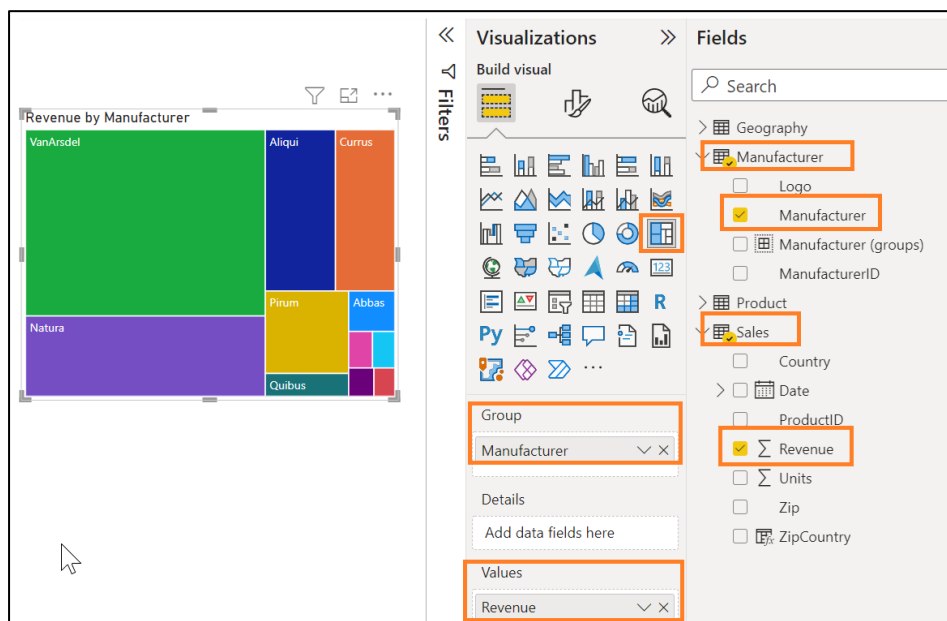 Revenue by Manufacturer
VanArsdel
Aliqui
Currus
Natura
Pirum
Abbas
Quibus
Filters
Visualizations
Build visual
123
R
Py
Group
Manufacturer
Details
Add data fields here
Values
Revenue
Fields
Search
Geography
Manufacturer
Logo
Manufacturer
Manufacturer (groups)
ManufacturerID
Product
Sales
Country
Date
ProductID
Revenue
Units
Zip
ZipCountry